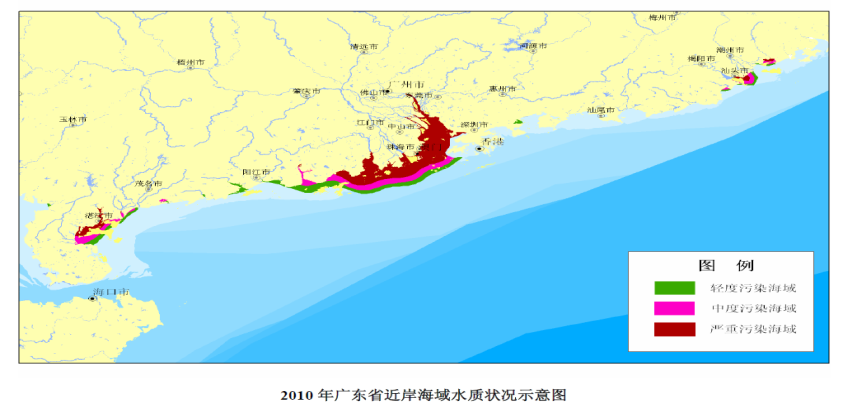 梅州市
清远市
河源市
潮州市
梧州市
揭阳市
汕头市
广州市
肇庆市
佛山市
东莞市
惠州市
汕尾市
玉林市
江门市
中山市
深圳市
珠海市
澳门
香港
阳江市
茂名市
湛江市
海口市
图 例
轻度污染海域
中度污染海域
严重污染海域
2010 年广东省近岸海域水质状况示意图